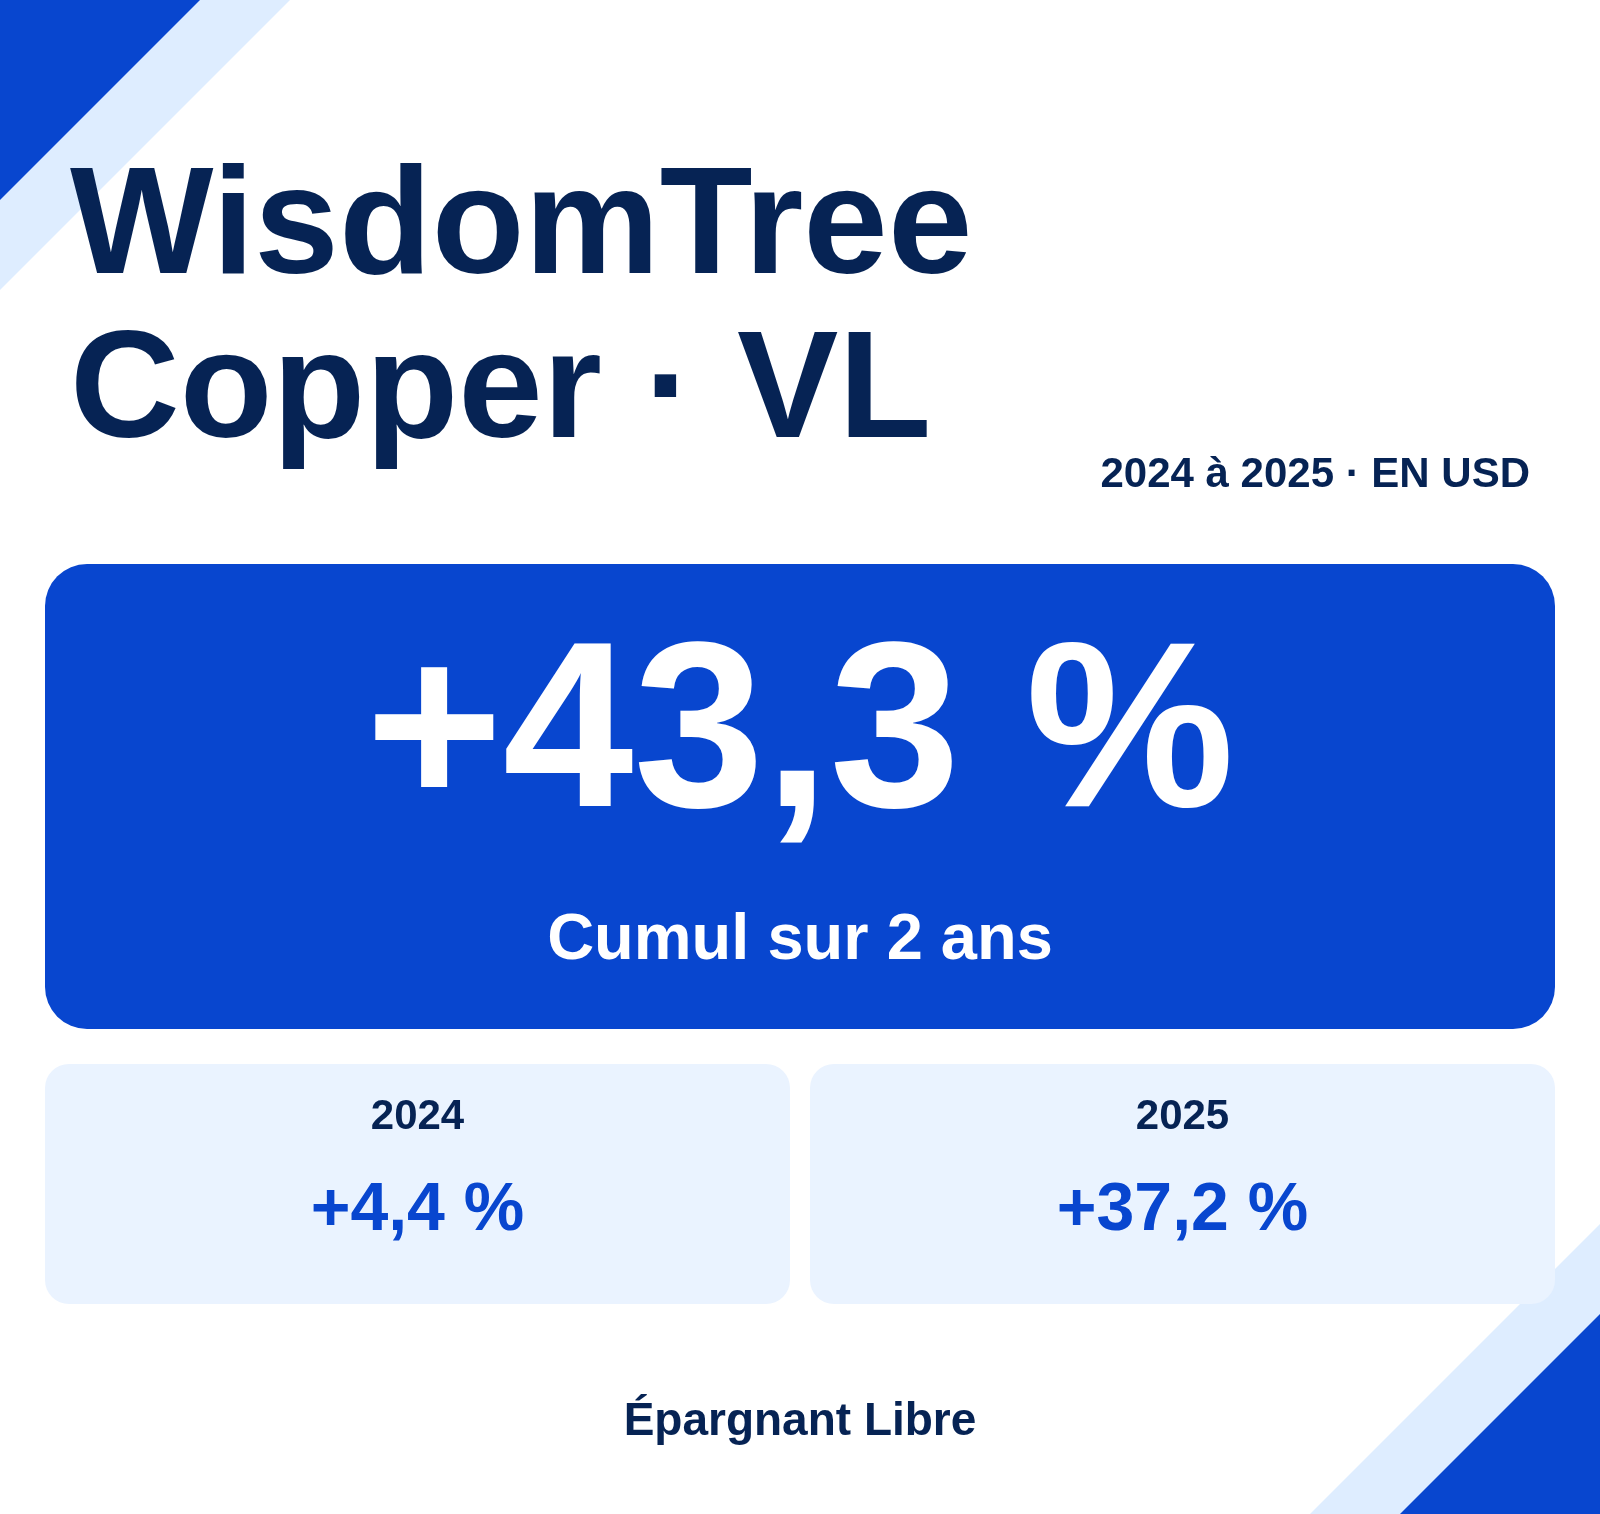 WisdomTree
Copper · VL
2024 à 2025 · EN USD
+43,3 %
Cumul sur 2 ans
2024
+4,4 %
2025
+37,2 %
Épargnant Libre